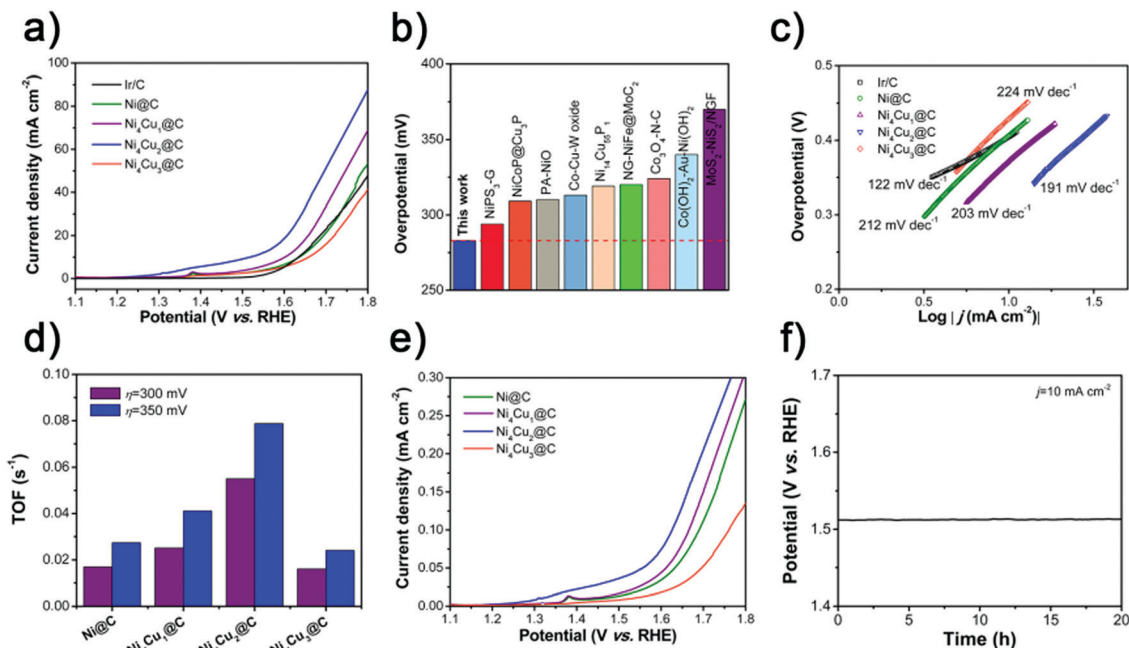 a)
Current density (mA cm⁻²)
100
80
60
40
20
0
Ir/C
Ni@C
Ni₄Cu₁@C
Ni₄Cu₂@C
Ni₄Cu₃@C
1.1 1.2 1.3 1.4 1.5 1.6 1.7 1.8
Potential (V vs. RHE)
b)
Overpotential (mV)
400
350
300
250
This work
NiPS₃-G
NiCoP@Cu₃P
PA-NiO
Co-Cu-W oxide
Ni₁₄Cu₅₅P₁
NG-NiFe@MoC₂
Co₃O₄-N-C
Co(OH)₂-Au-Ni(OH)₂
MoS₂-NiS₂/NGF
c)
Overpotential (V)
0.5
0.4
0.3
0.2
Ir/C
Ni@C
Ni₄Cu₁@C
Ni₄Cu₂@C
Ni₄Cu₃@C
224 mV dec⁻¹
122 mV dec⁻¹
191 mV dec⁻¹
212 mV dec⁻¹
203 mV dec⁻¹
0.0 0.5 1.0 1.5
Log | j (mA cm⁻²)|
d)
TOF (s⁻¹)
0.10
0.08
0.06
0.04
0.02
0.00
η=300 mV
η=350 mV
Ni@C
Ni Cu₁@C
Ni Cu₂@C
Ni Cu₃@C
e)
Current density (mA cm⁻²)
0.30
0.25
0.20
0.15
0.10
0.05
0.00
Ni@C
Ni₄Cu₁@C
Ni₄Cu₂@C
Ni₄Cu₃@C
1.1 1.2 1.3 1.4 1.5 1.6 1.7 1.8
Potential (V vs. RHE)
f)
Potential (V vs. RHE)
1.7
1.6
1.5
1.4
j=10 mA cm⁻²
0 5 10 15 20
Time (h)